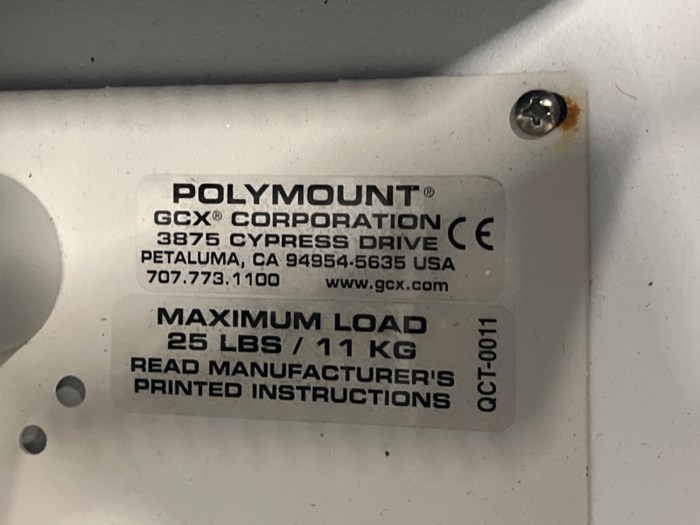 POLYMOUNT®
GCX® CORPORATION
3875 CYPRESS DRIVE
CE
PETALUMA, CA 94954-5635 USA
707.773.1100 www.gcx.com
MAXIMUM LOAD
25 LBS / 11 KG
READ MANUFACTURER'S
PRINTED INSTRUCTIONS
QCT-0011